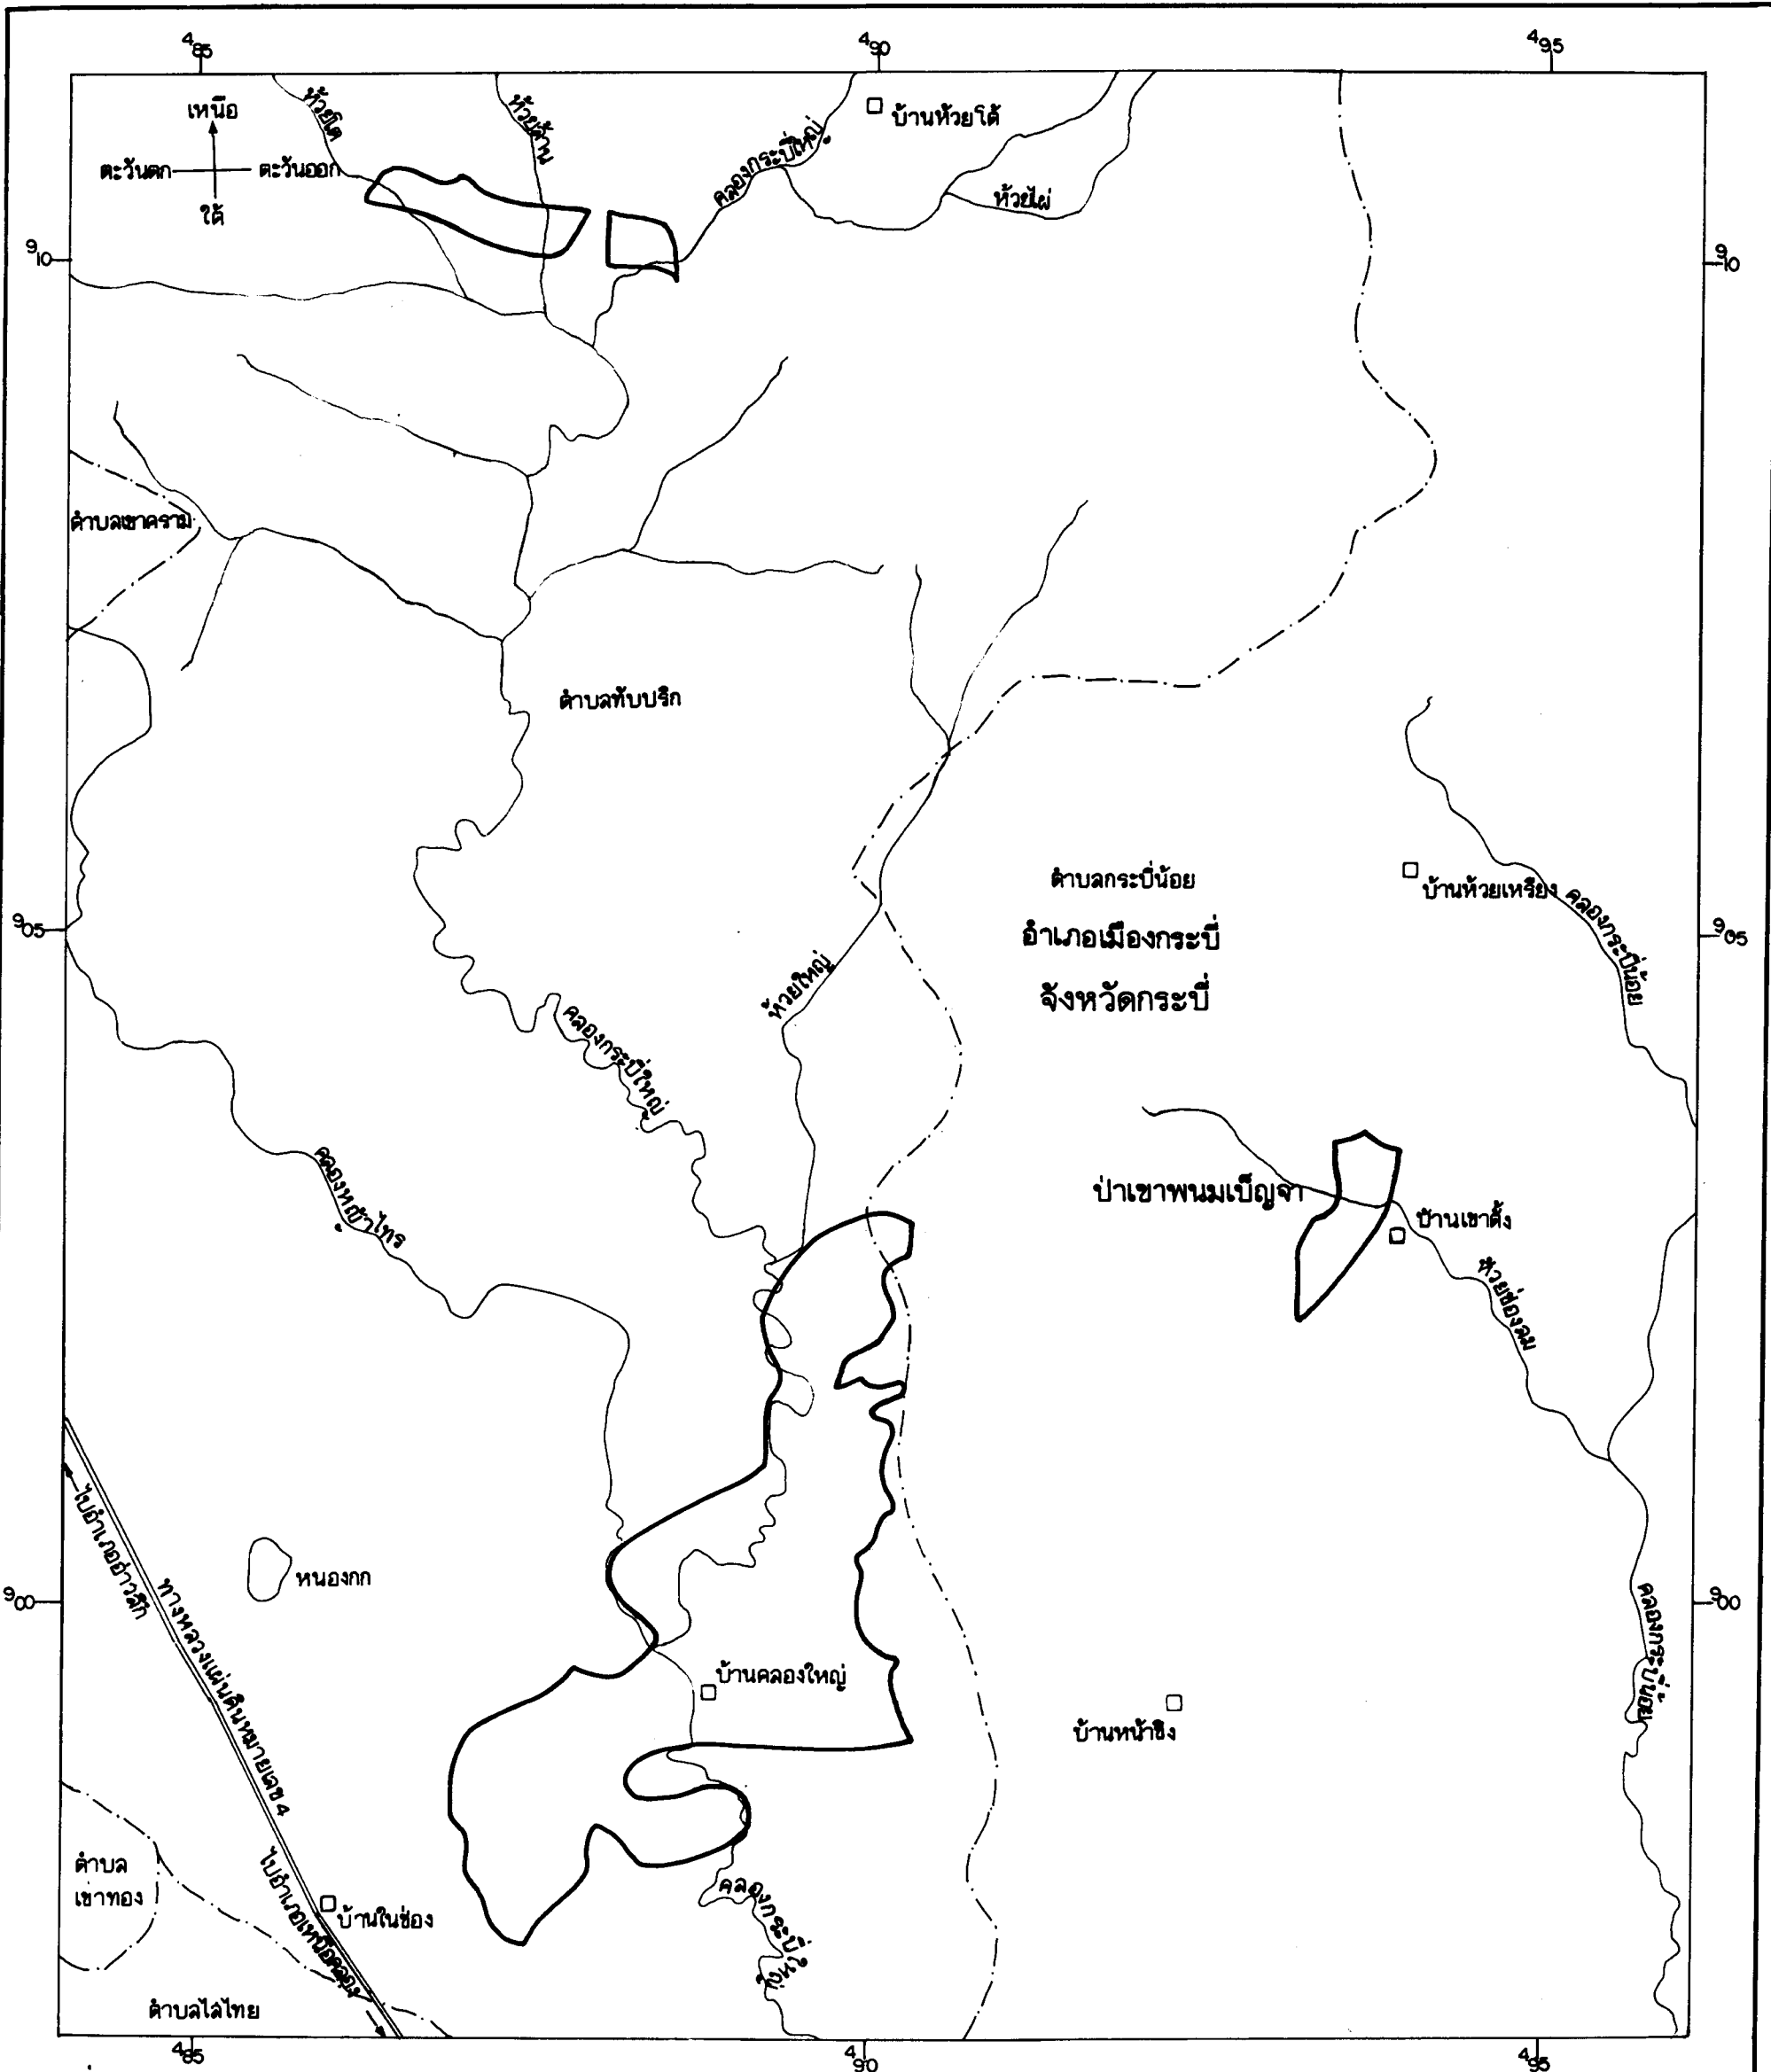 485
490
495
เหนือ
ตะวันตก
ตะวันออก
ใต้
ห้วยโต้
ห้วยล้าน
คลองกระบี่ใหญ่
บ้านห้วยโต้
ห้วยไผ่
910
910
ตำบลเขาคราม
ตำบลทับปริก
ตำบลกระบี่น้อย
อำเภอเมืองกระบี่
จังหวัดกระบี่
บ้านห้วยเหรียง
คลองกระบี่น้อย
905
905
ห้วยใหญ่
คลองกระบี่ใหญ่
คลองหญ้าไทร
ป่าเขาพนมเบ็ญจา
บ้านเขาตั้ง
ห้วยช่องลม
ไปอำเภออ่าวลึก
ทางหลวงแผ่นดินหมายเลข 4
หนองกก
900
900
คลองกระบี่น้อย
บ้านคลองใหญ่
บ้านหน้าชิง
ตำบล
เขาทอง
ไปอำเภอเหนือคลอง
บ้านในช่อง
คลองกระบี่ใหญ่
ตำบลไสไทย
485
490
495